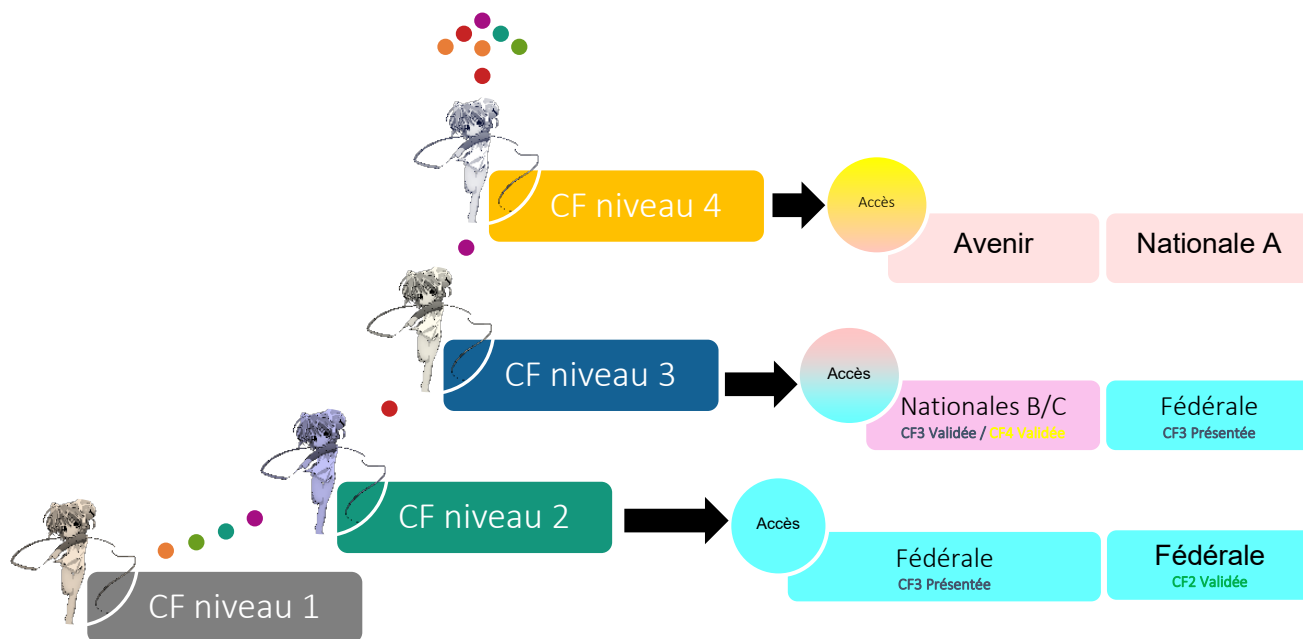 CF niveau 4
Accès
Avenir
Nationale A
CF niveau 3
Accès
Nationales B/C
CF3 Validée / CF4 Validée
Fédérale
CF3 Présentée
CF niveau 2
Accès
Fédérale
CF3 Présentée
Fédérale
CF2 Validée
CF niveau 1